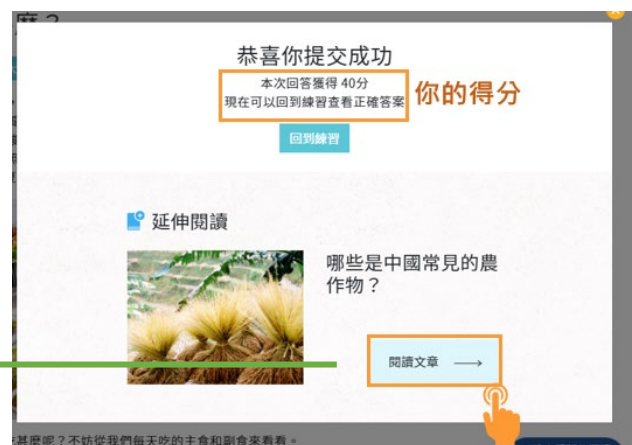 麼？
恭喜你提交成功
本次回答獲得 40分
現在可以回到練習查看正確答案
你的得分
回到練習
延伸閱讀
哪些是中國常見的農
作物？
閱讀文章
甚麼呢？不妨從我們每天吃的主食和副食來看看。